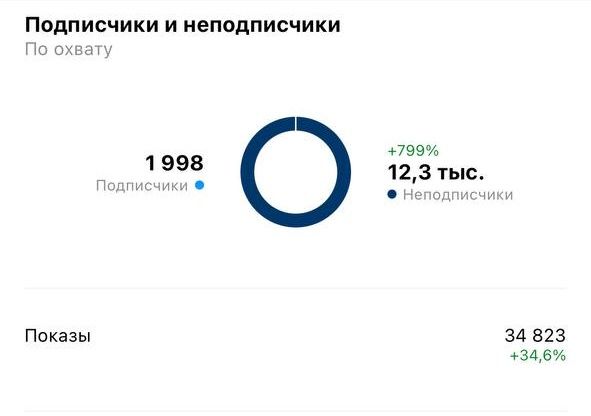 Подписчики и неподписчики
По охвату
1 998
Подписчики
+799%
12,3 тыс.
Неподписчики
Показы
34 823
+34,6%